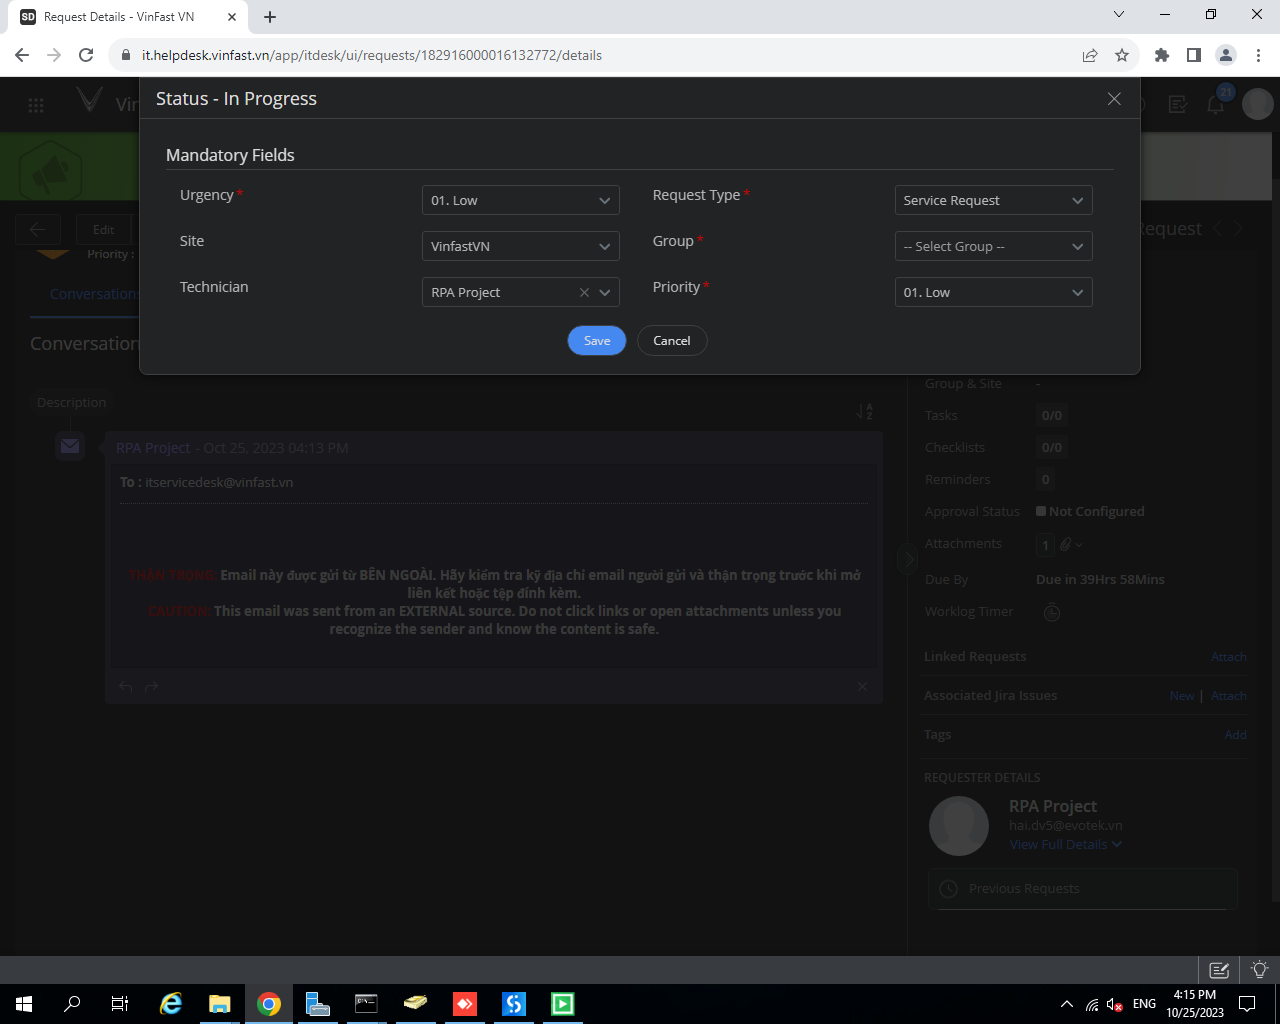 Request Details - VinFast VN
it.helpdesk.vinfast.vn/app/itdesk/ui/requests/182916000016132772/details
Status - In Progress
21
Mandatory Fields
Urgency *
01. Low
Request Type *
Service Request
Site
VinfastVN
Group *
-- Select Group --
Technician
RPA Project
Priority *
01. Low
Save
Cancel
Edit
Request
Priority :
Conversations
Conversation
Description
RPA Project - Oct 25, 2023 04:13 PM
To : itservicedesk@vinfast.vn
THẬN TRỌNG: Email này được gửi từ BÊN NGOÀI. Hãy kiểm tra kỹ địa chỉ email người gửi và thận trọng trước khi mở
liên kết hoặc tệp đính kèm.
CAUTION: This email was sent from an EXTERNAL source. Do not click links or open attachments unless you
recognize the sender and know the content is safe.
Group & Site -
Tasks 0/0
Checklists 0/0
Reminders 0
Approval Status Not Configured
Attachments 1
Due By Due in 39Hrs 58Mins
Worklog Timer
Linked Requests Attach
Associated Jira Issues New | Attach
Tags Add
REQUESTER DETAILS
RPA Project
hai.dv5@evotek.vn
View Full Details
Previous Requests
ENG
4:15 PM
10/25/2023